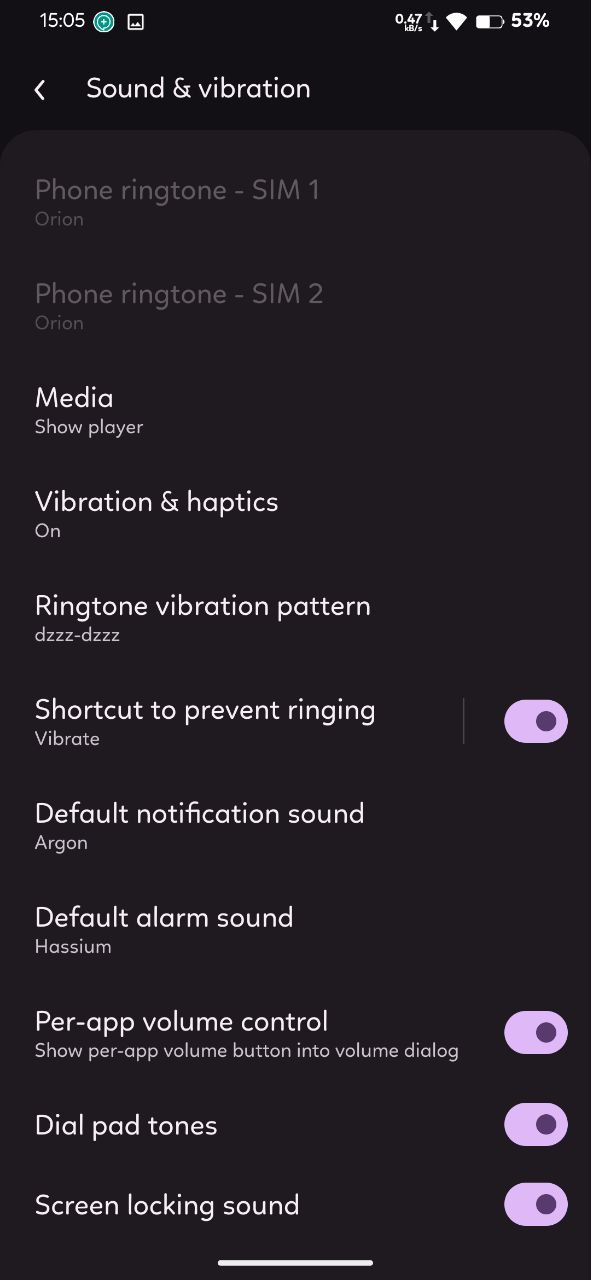 15:05
0.47
kB/s
53%
Sound & vibration
Phone ringtone - SIM 1
Orion
Phone ringtone - SIM 2
Orion
Media
Show player
Vibration & haptics
On
Ringtone vibration pattern
dzzz-dzzz
Shortcut to prevent ringing
Vibrate
Default notification sound
Argon
Default alarm sound
Hassium
Per-app volume control
Show per-app volume button into volume dialog
Dial pad tones
Screen locking sound